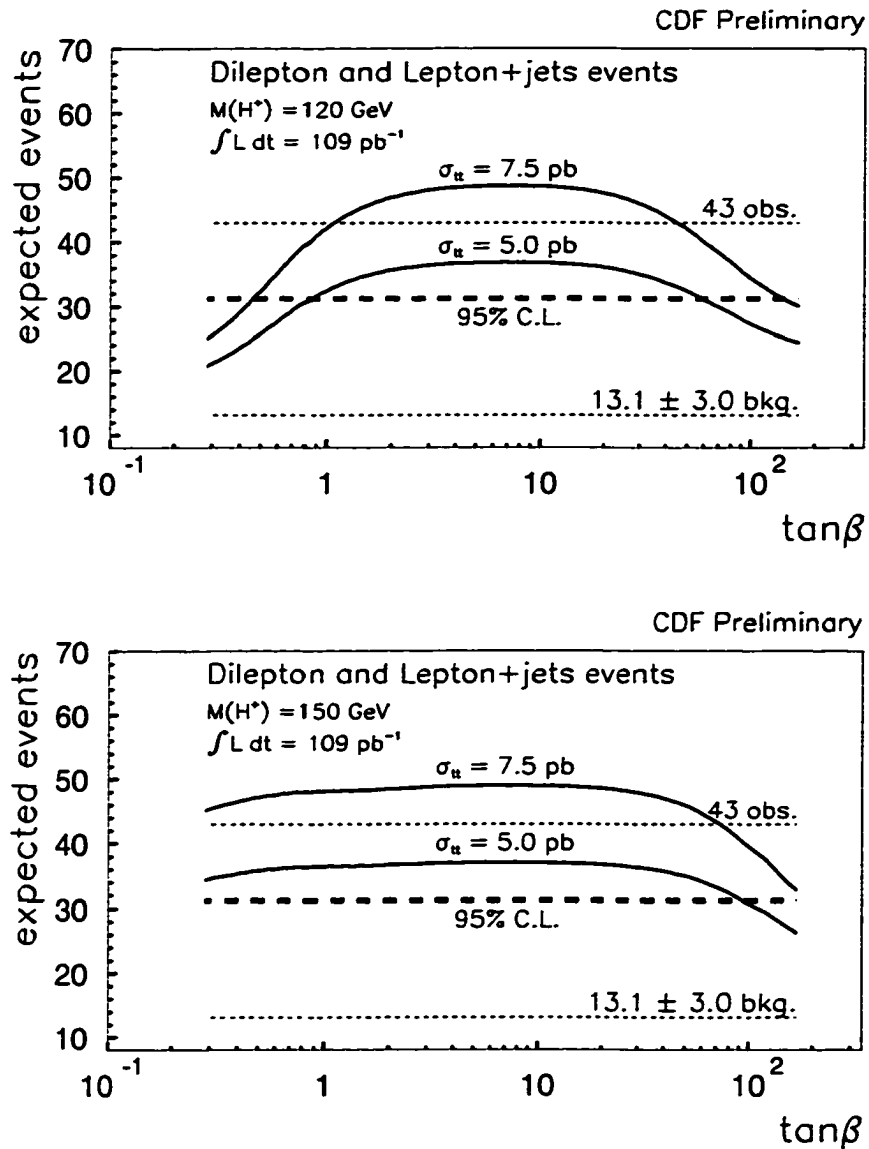 CDF Preliminary
70
60
50
40
30
20
10
expected events
Dilepton and Lepton+jets events
M(H⁺) = 120 GeV
∫L dt = 109 pb⁻¹
σtt = 7.5 pb
43 obs.
σtt = 5.0 pb
95% C.L.
13.1 ± 3.0 bkg.
10⁻¹ 1 10 10²
tanβ
CDF Preliminary
70
60
50
40
30
20
10
expected events
Dilepton and Lepton+jets events
M(H⁺) = 150 GeV
∫L dt = 109 pb⁻¹
σtt = 7.5 pb
43 obs.
σtt = 5.0 pb
95% C.L.
13.1 ± 3.0 bkg.
10⁻¹ 1 10 10²
tanβ